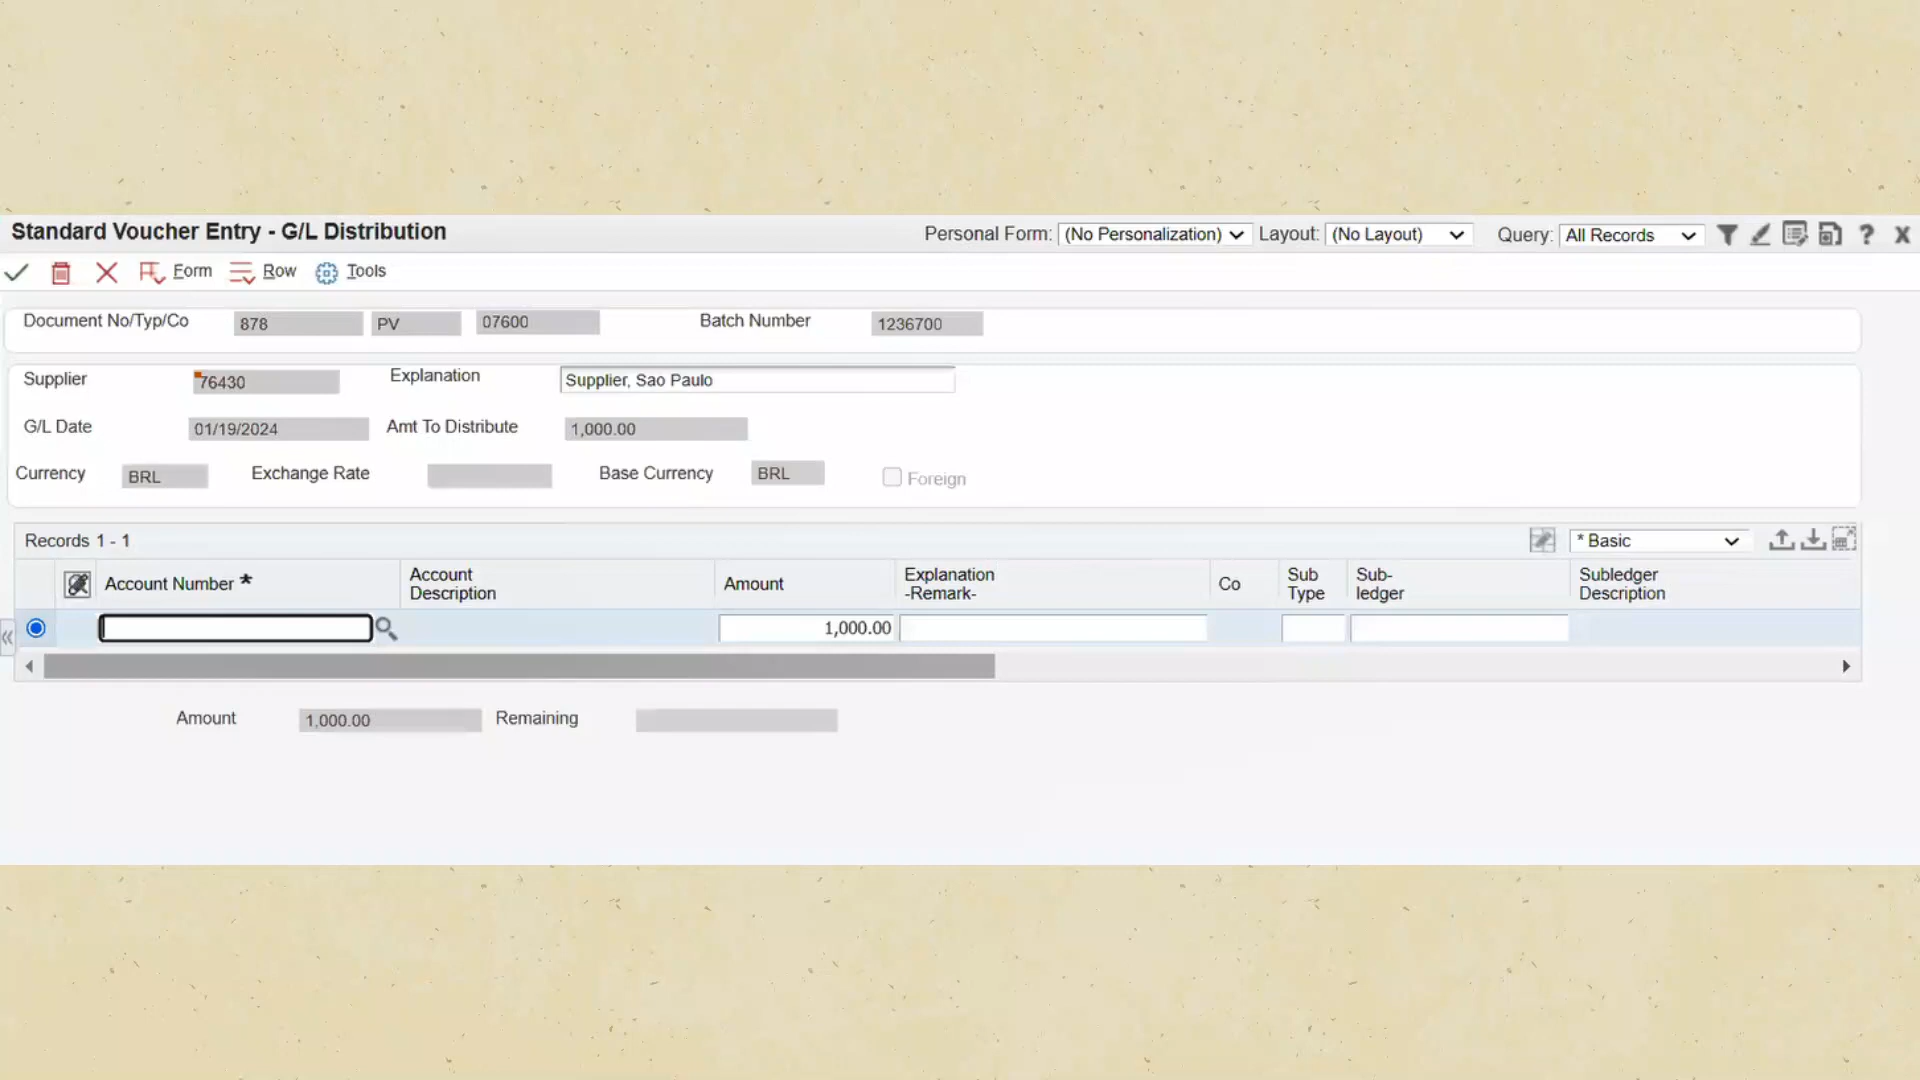 Standard Voucher Entry - G/L Distribution
Personal Form: (No Personalization) Layout: (No Layout) Query: All Records ? X
Form Row Tools
Document No/Typ/Co 878 PV 07600 Batch Number 1236700
Supplier 76430 Explanation Supplier, Sao Paulo
G/L Date 01/19/2024 Amt To Distribute 1,000.00
Currency BRL Exchange Rate Base Currency BRL Foreign
Records 1 - 1 * Basic
Account Number * Account Description Amount Explanation -Remark- Co Sub Type Sub-ledger Subledger Description
1,000.00
Amount 1,000.00 Remaining